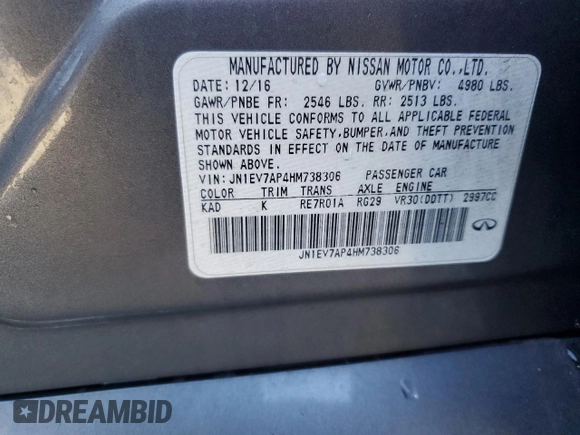 MANUFACTURED BY NISSAN MOTOR CO.,LTD.
DATE: 12/16 GVWR/PNBV: 4980 LBS.
GAWR/PNBE FR: 2546 LBS. RR: 2513 LBS.
THIS VEHICLE CONFORMS TO ALL APPLICABLE FEDERAL
MOTOR VEHICLE SAFETY,BUMPER,AND THEFT PREVENTION
STANDARDS IN EFFECT ON THE DATE OF MANUFACTURE
SHOWN ABOVE.
VIN: JN1EV7AP4HM738306 PASSENGER CAR
COLOR TRIM TRANS AXLE ENGINE
KAD K RE7R01A RG29 VR30(DDTT) 2997CC
JN1EV7AP4HM738306
DREAMBID